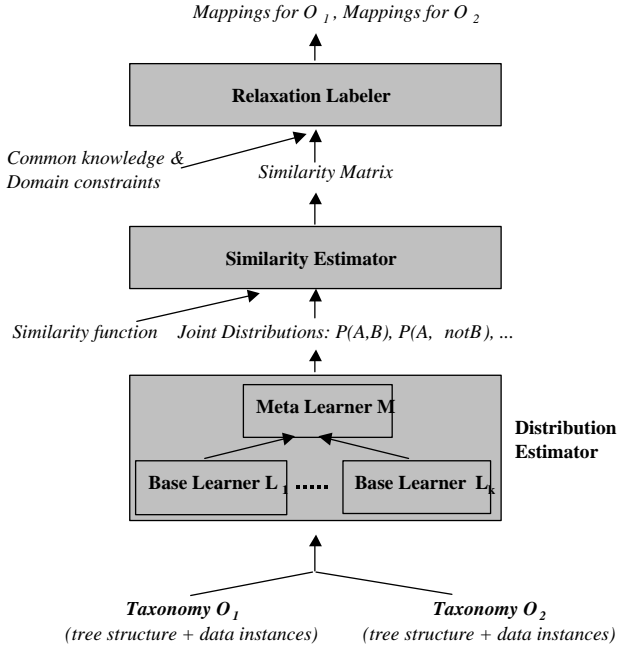 Mappings for O 1 , Mappings for O 2
Relaxation Labeler
Common knowledge &
Domain constraints
Similarity Matrix
Similarity Estimator
Similarity function
Joint Distributions: P(A,B), P(A, notB), ...
Meta Learner M
Distribution
Estimator
Base Learner L 1 ..... Base Learner L k
Taxonomy O1
(tree structure + data instances)
Taxonomy O2
(tree structure + data instances)